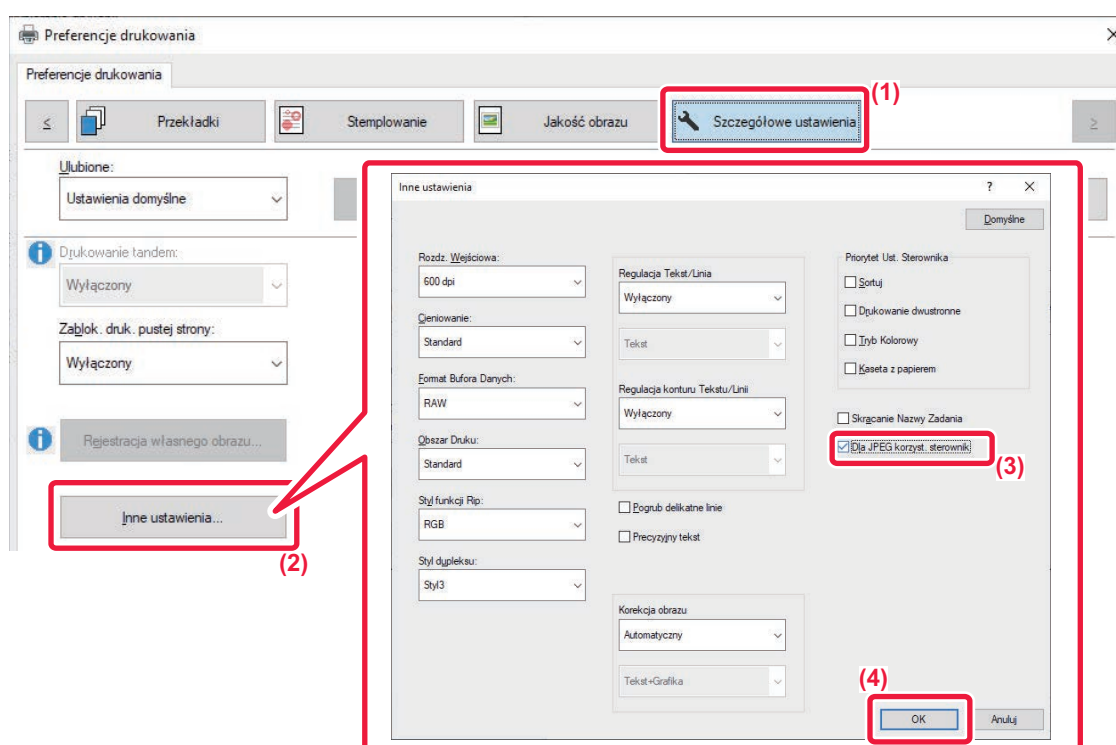 Preferencje drukowania
Preferencje drukowania
(1)
< Przekładki Stemplowanie Jakość obrazu Szczegółowe ustawienia >
Ulubione:
Ustawienia domyślne
Drukowanie tandem:
Wyłączony
Zablok. druk. pustej strony:
Wyłączony
Rejestracja własnego obrazu...
Inne ustawienia...
(2)
Inne ustawienia ? X
Domyślne
Rozdz. Wejściowa:
600 dpi
Cieniowanie:
Standard
Format Bufora Danych:
RAW
Obszar Druku:
Standard
Styl funkcji Rip:
RGB
Styl dupleksu:
Styl3
Regulacja Tekst/Linia
Wyłączony
Tekst
Regulacja konturu Tekstu/Linii
Wyłączony
Tekst
Pogrub delikatne linie
Precyzyjny tekst
Korekcja obrazu
Automatyczny
Tekst+Grafika
Priorytet Ust. Sterownika
Sortuj
Drukowanie dwustronne
Tryb Kolorowy
Kaseta z papierem
Skracanie Nazwy Zadania
Dla JPEG korzyst. sterownik
(3)
(4)
OK Anuluj